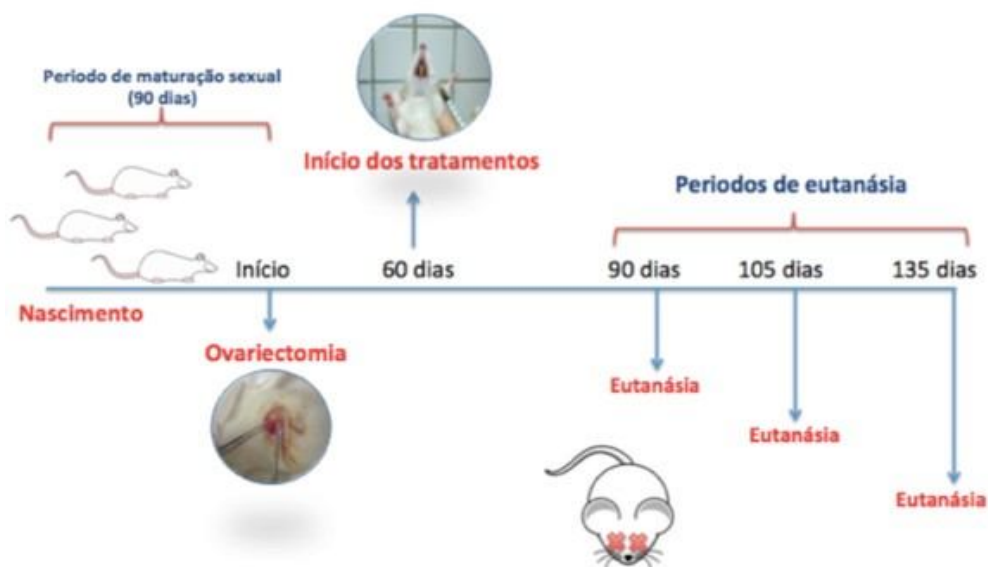 Periodo de maturação sexual
(90 dias)
Início dos tratamentos
Periodos de eutanásia
Início
60 dias
90 dias
105 dias
135 dias
Nascimento
Ovariectomia
Eutanásia
Eutanásia
Eutanásia